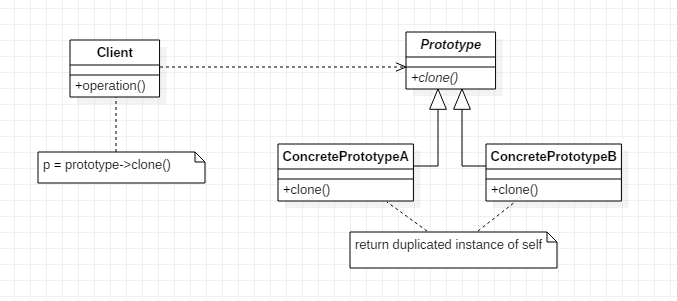 Client
+operation()
p = prototype->clone()
Prototype
+clone()
ConcretePrototypeA
+clone()
ConcretePrototypeB
+clone()
return duplicated instance of self